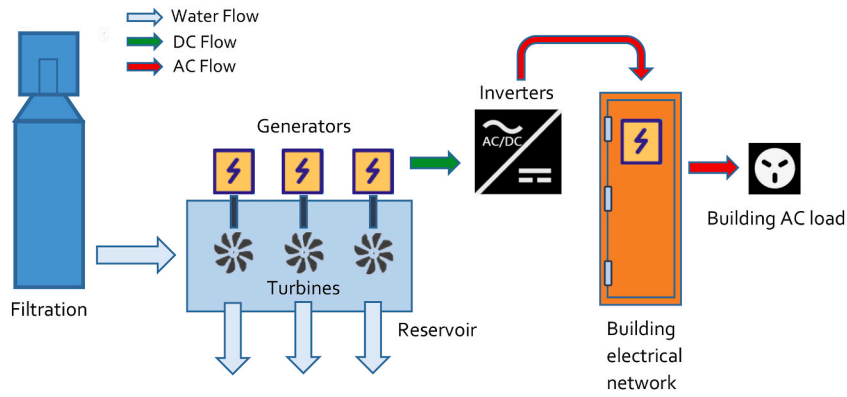 Water Flow
DC Flow
AC Flow
Inverters
Generators
AC/DC
Building AC load
Turbines
Filtration
Reservoir
Building
electrical
network